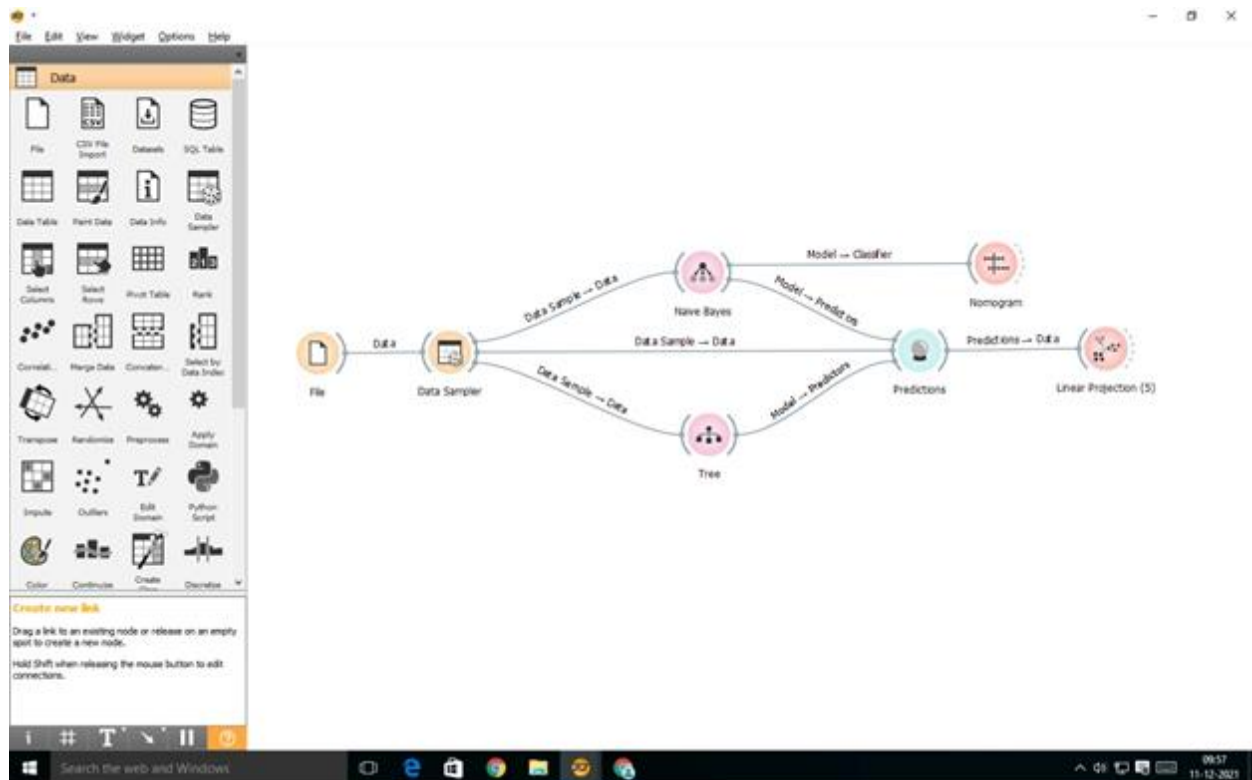 File Edit View Widget Options Help
Data
File
CSV File
Import
Datasets
SQL Table
Data Table
Paint Data
Data Info
Data
Sampler
Select
Columns
Select
Rows
Pivot Table
Rank
Correlati...
Merge Data
Concaten...
Select by
Data Index
Transpose
Randomize
Preprocess
Apply
Domain
Impute
Outliers
Edit
Domain
Python
Script
Color
Continuize
Create
Discretize
Create new link
Drag a link to an existing node or release on an empty
spot to create a new node.
Hold Shift when releasing the mouse button to edit
connections.
File
Data
Data Sampler
Data Sample → Data
Data Sample → Data
Data Sample → Data
Naive Bayes
Tree
Model → Classifier
Model → Predictors
Model → Predictors
Nomogram
Predictions
Predictions → Data
Linear Projection (5)
Search the web and Windows
09:57
11-12-2021